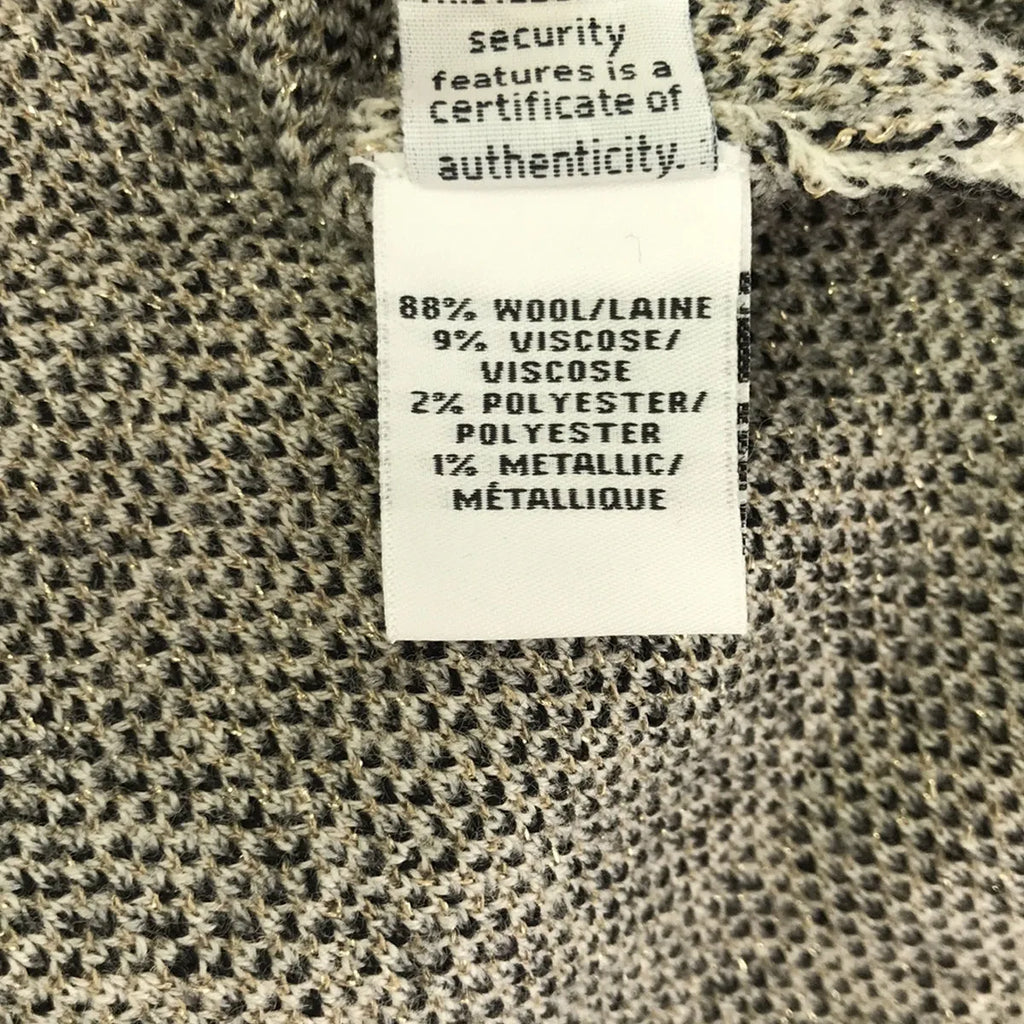 security
features is a
certificate of
authenticity.
88% WOOL/LAINE
9% VISCOSE/
VISCOSE
2% POLYESTER/
POLYESTER
1% METALLIC/
MÉTALLIQUE